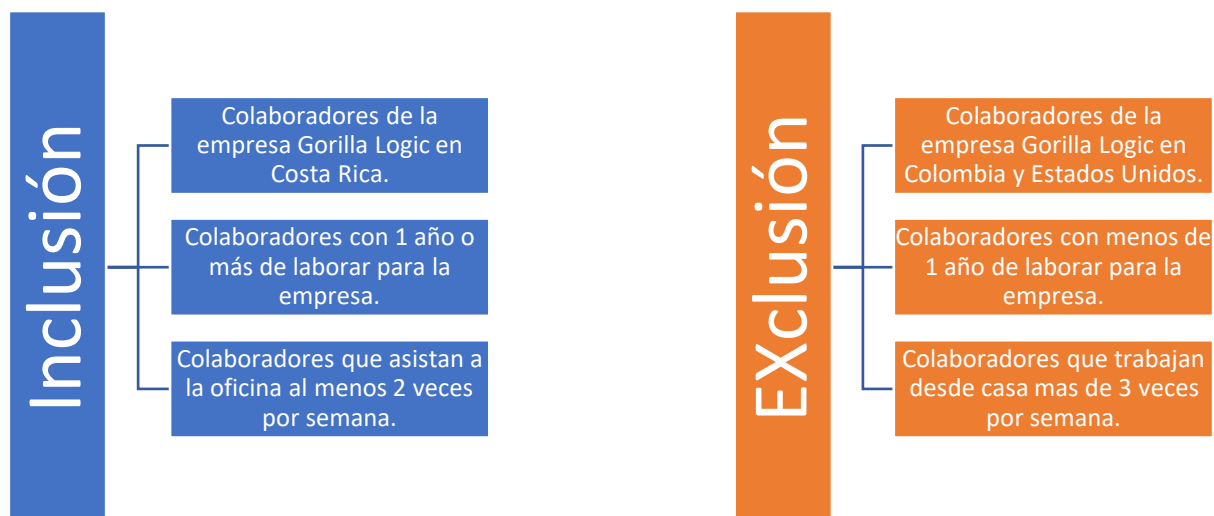 Inclusión
Colaboradores de la
empresa Gorilla Logic en
Costa Rica.
Colaboradores con 1 año o
más de laborar para la
empresa.
Colaboradores que asistan a
la oficina al menos 2 veces
por semana.
EXclusión
Colaboradores de la
empresa Gorilla Logic en
Colombia y Estados Unidos.
Colaboradores con menos de
1 año de laborar para la
empresa.
Colaboradores que trabajan
desde casa mas de 3 veces
por semana.